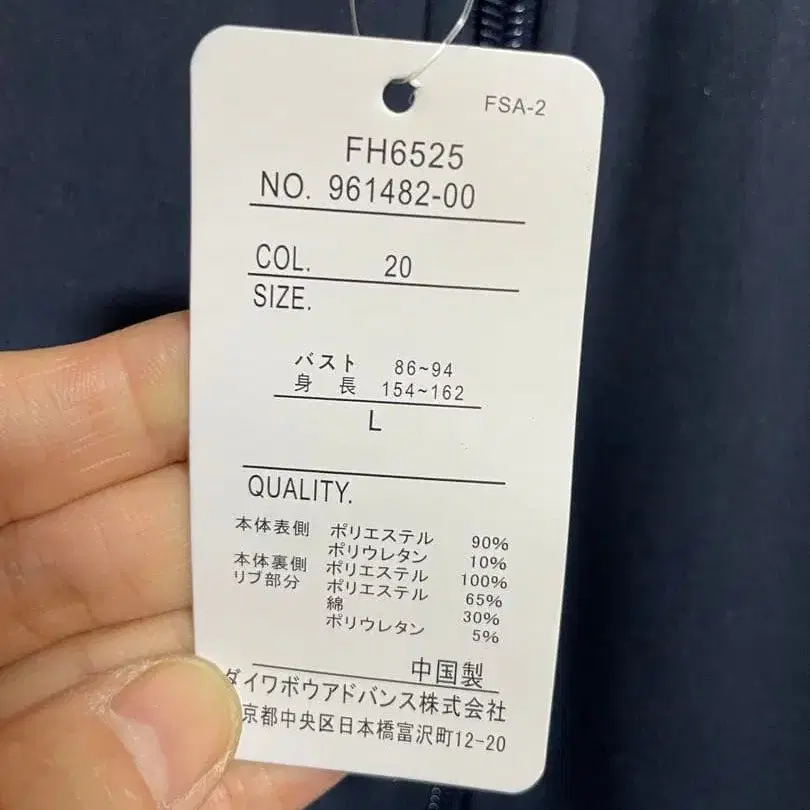 FSA-2
FH6525
NO. 961482-00
COL. 20
SIZE.
バスト 86~94
身 長 154~162
L
QUALITY.
本体表側 ポリエステル 90%
ポリウレタン 10%
本体裏側 ポリエステル 100%
リブ部分 ポリエステル 65%
綿 30%
ポリウレタン 5%
中国製
ダイワボウアドバンス株式会社
京都中央区日本橋富沢町12-20